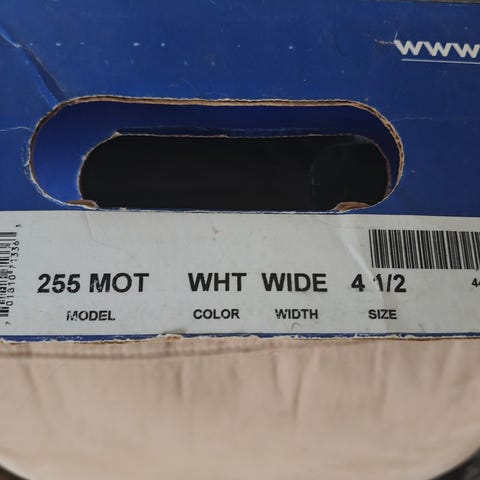 www
255 MOT WHT WIDE 4 1/2
MODEL COLOR WIDTH SIZE